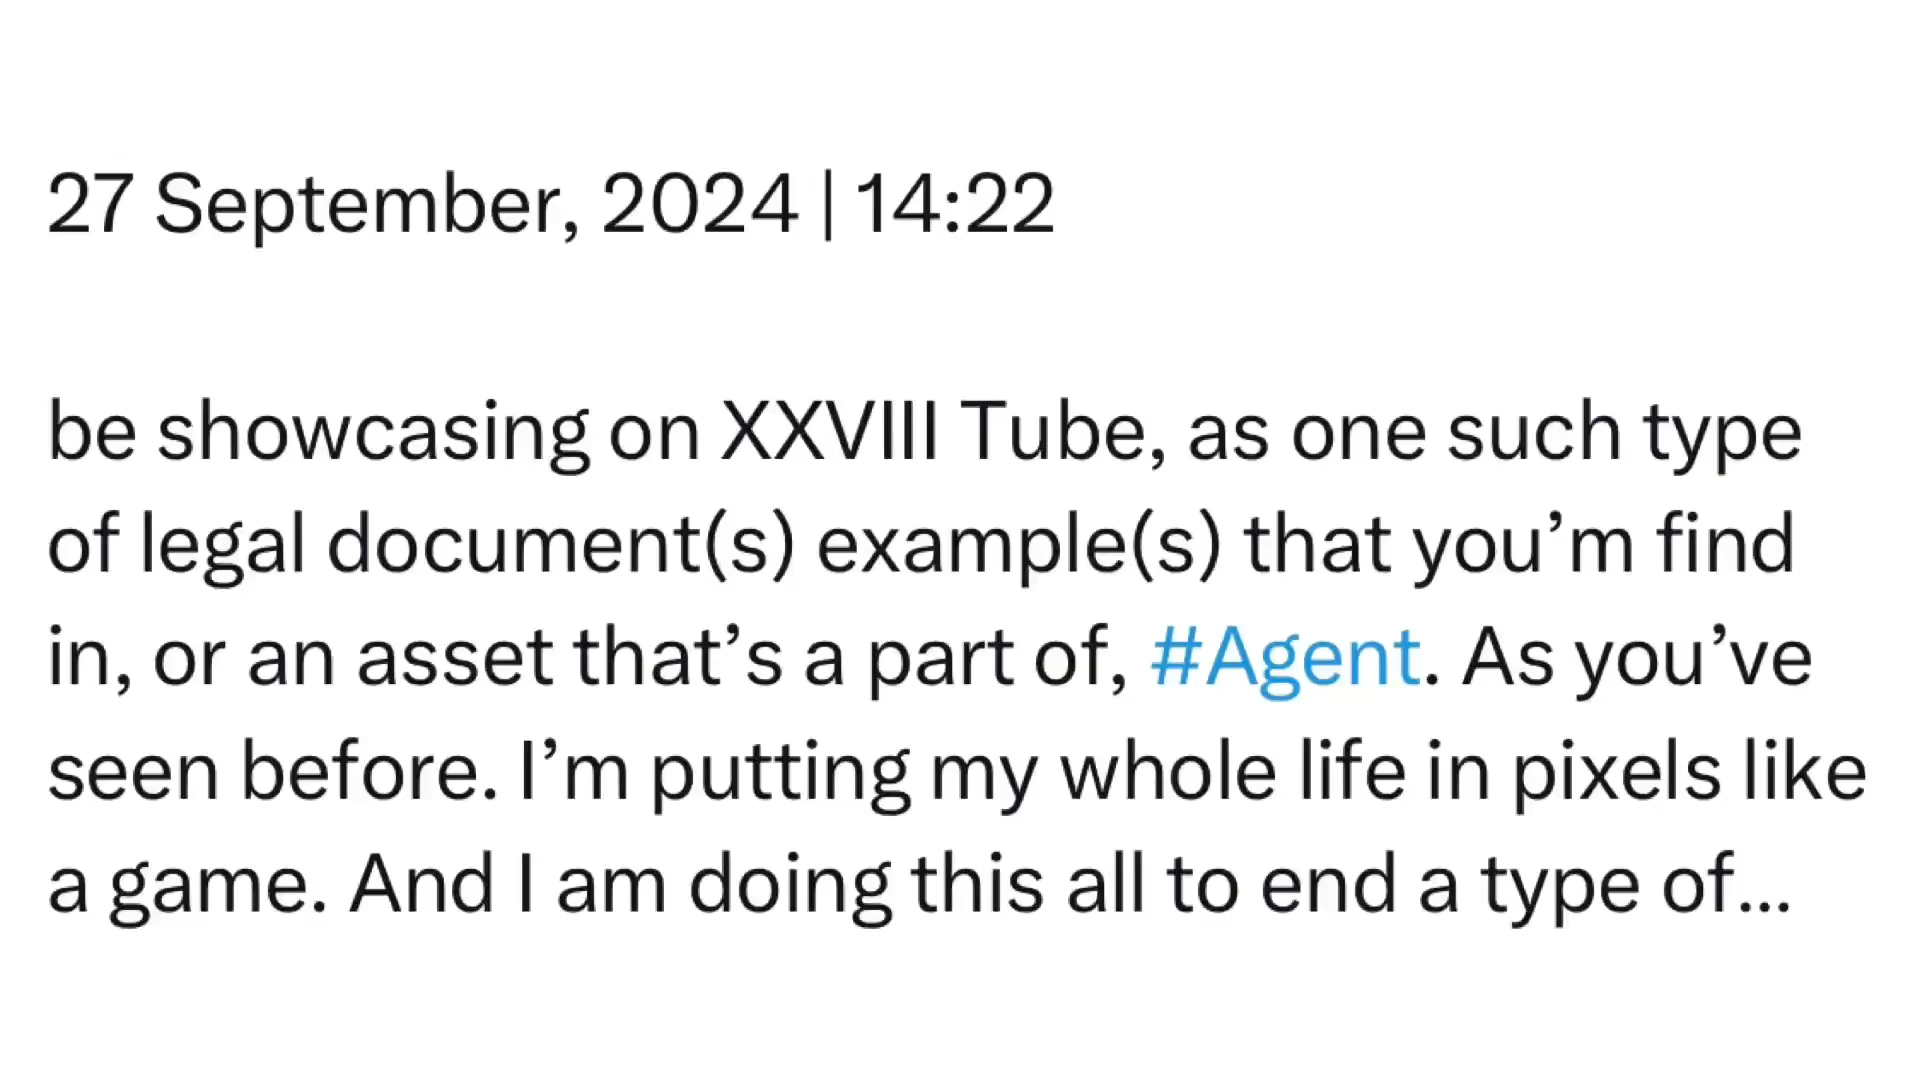 27 September, 2024 | 14:22
be showcasing on XXVIII Tube, as one such type
of legal document(s) example(s) that you’m find
in, or an asset that’s a part of, #Agent. As you’ve
seen before. I’m putting my whole life in pixels like
a game. And I am doing this all to end a type of...